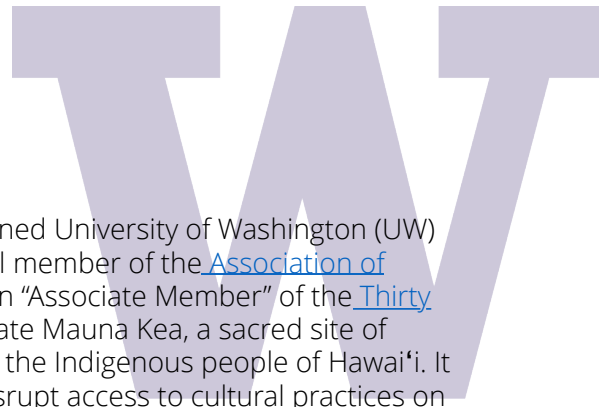 ned University of Washington (UW)
l member of the Association of
n “Associate Member” of the Thirty
ate Mauna Kea, a sacred site of
the Indigenous people of Hawaiʻi. It
srupt access to cultural practices on
W